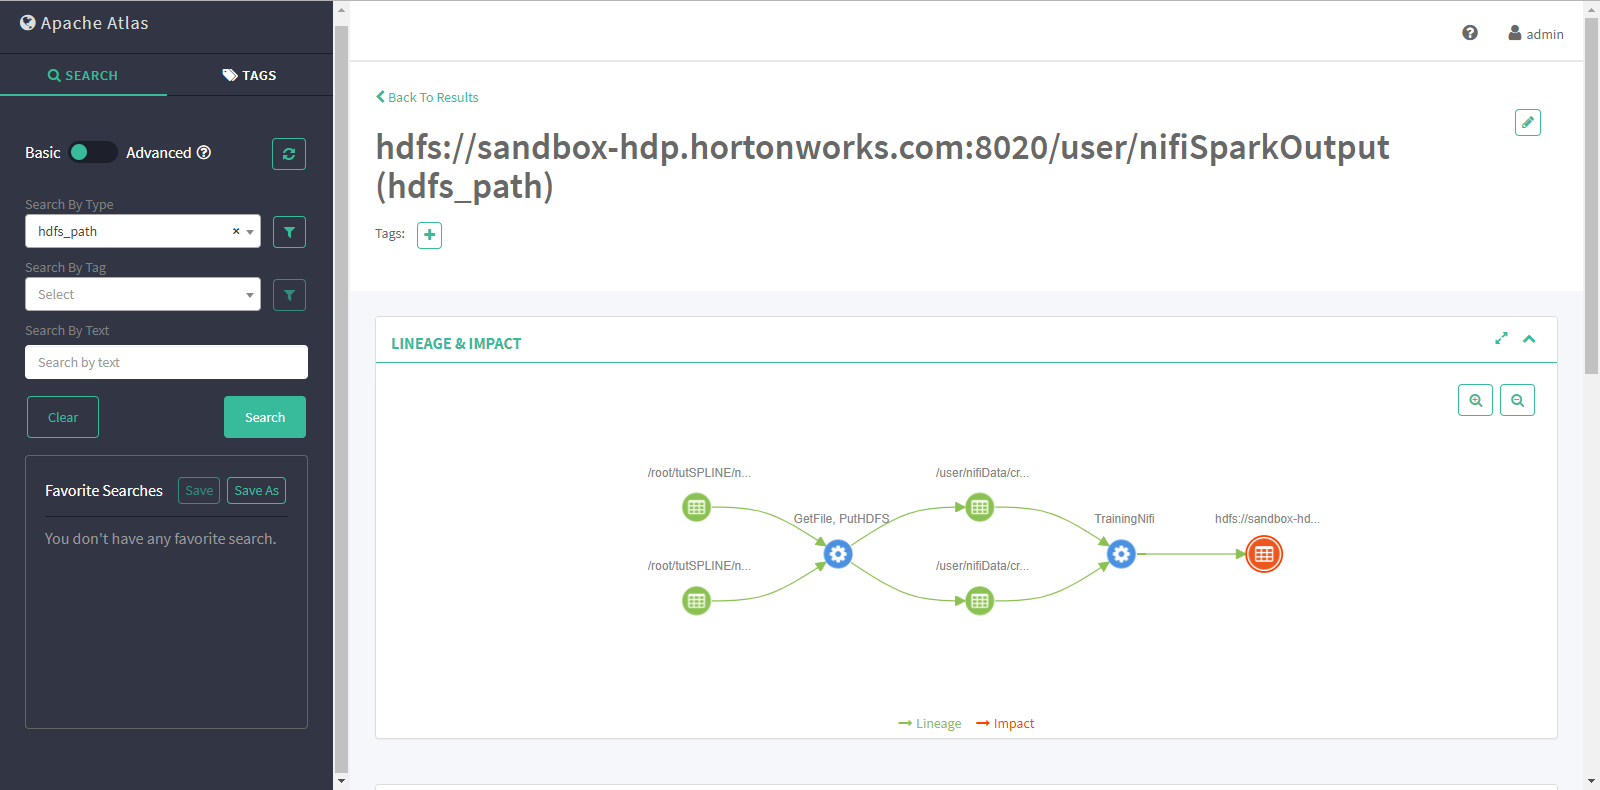 Apache Atlas
SEARCH
TAGS
Basic
Advanced
Search By Type
hdfs_path
Search By Tag
Select
Search By Text
Search by text
Clear
Search
Favorite Searches
Save
Save As
You don't have any favorite search.
admin
Back To Results
hdfs://sandbox-hdp.hortonworks.com:8020/user/nifiSparkOutput
(hdfs_path)
Tags:
LINEAGE & IMPACT
/root/tutSPLINE/n...
/user/nifiData/cr...
GetFile, PutHDFS
TrainingNifi
hdfs://sandbox-hd...
/root/tutSPLINE/n...
/user/nifiData/cr...
Lineage
Impact